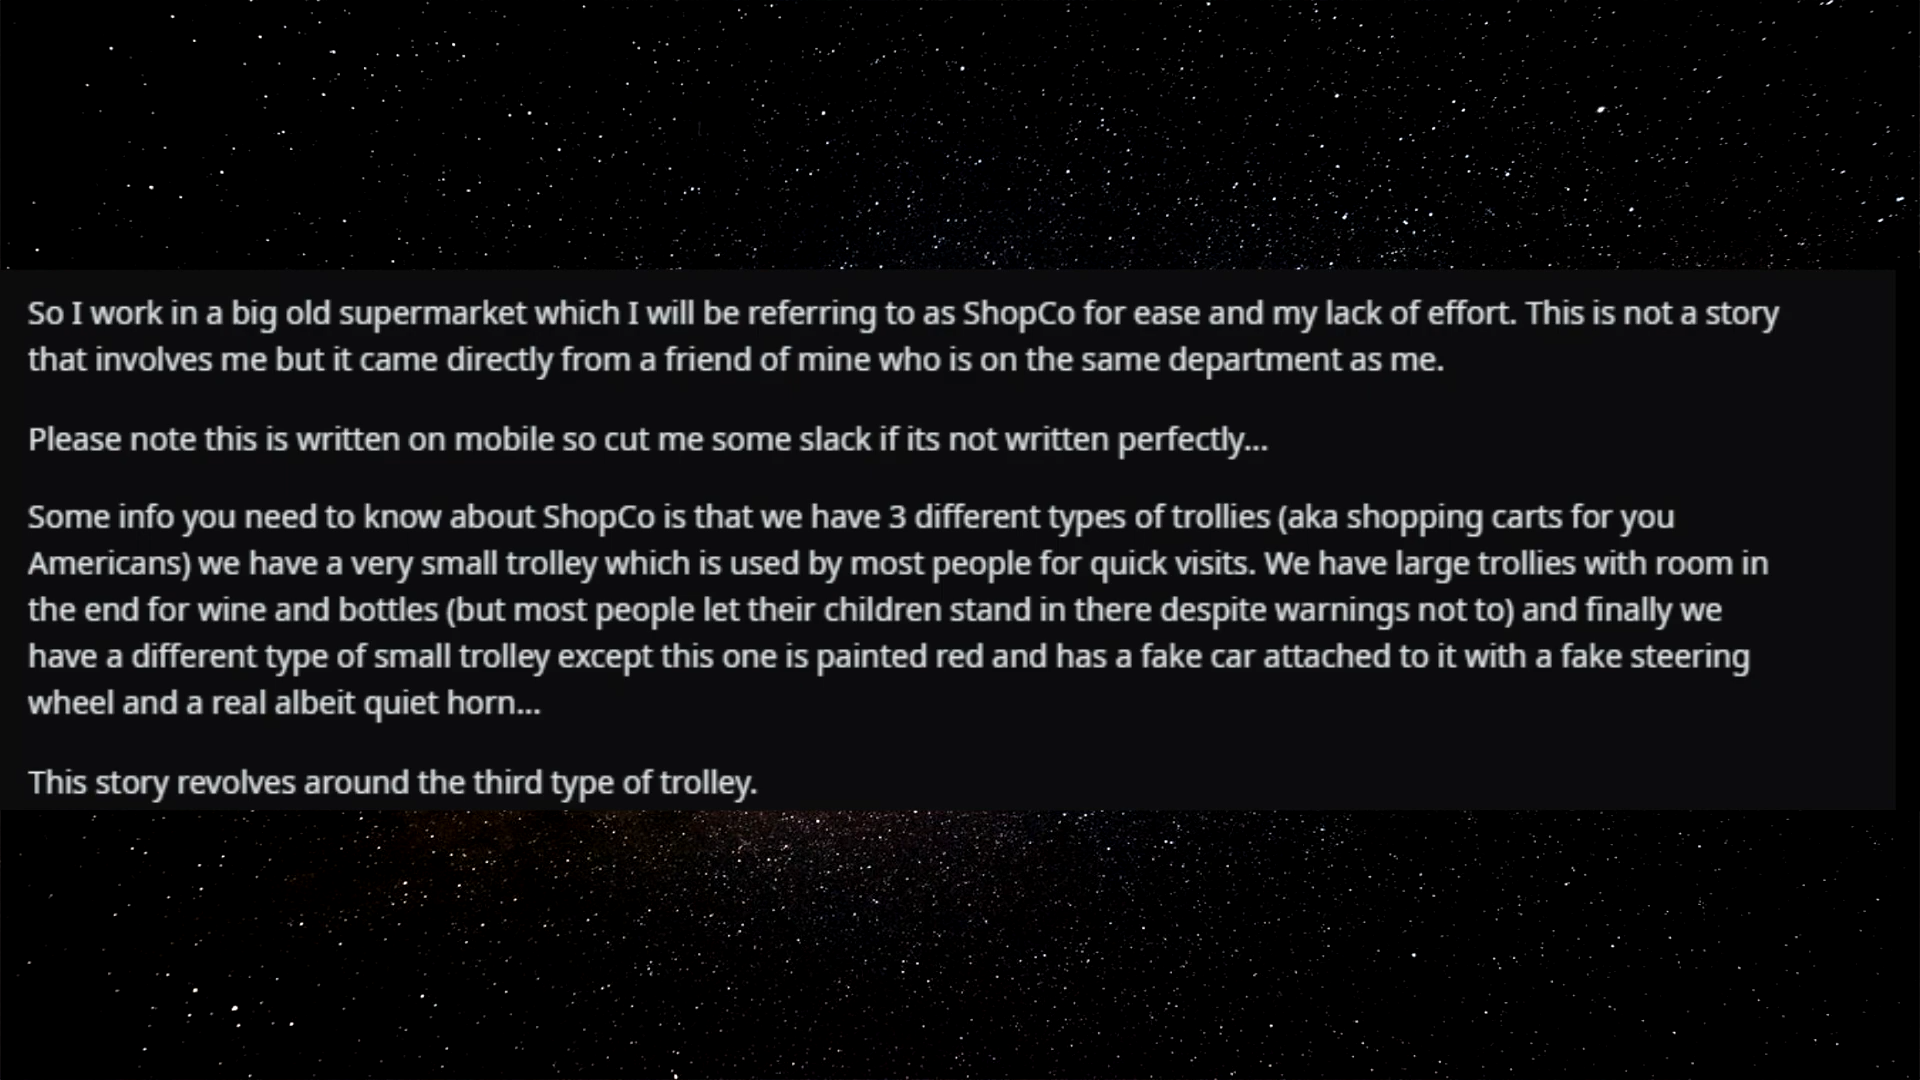 So I work in a big old supermarket which I will be referring to as ShopCo for ease and my lack of effort. This is not a story
that involves me but it came directly from a friend of mine who is on the same department as me.
Please note this is written on mobile so cut me some slack if its not written perfectly...
Some info you need to know about ShopCo is that we have 3 different types of trollies (aka shopping carts for you
Americans) we have a very small trolley which is used by most people for quick visits. We have large trollies with room in
the end for wine and bottles (but most people let their children stand in there despite warnings not to) and finally we
have a different type of small trolley except this one is painted red and has a fake car attached to it with a fake steering
wheel and a real albeit quiet horn...
This story revolves around the third type of trolley.